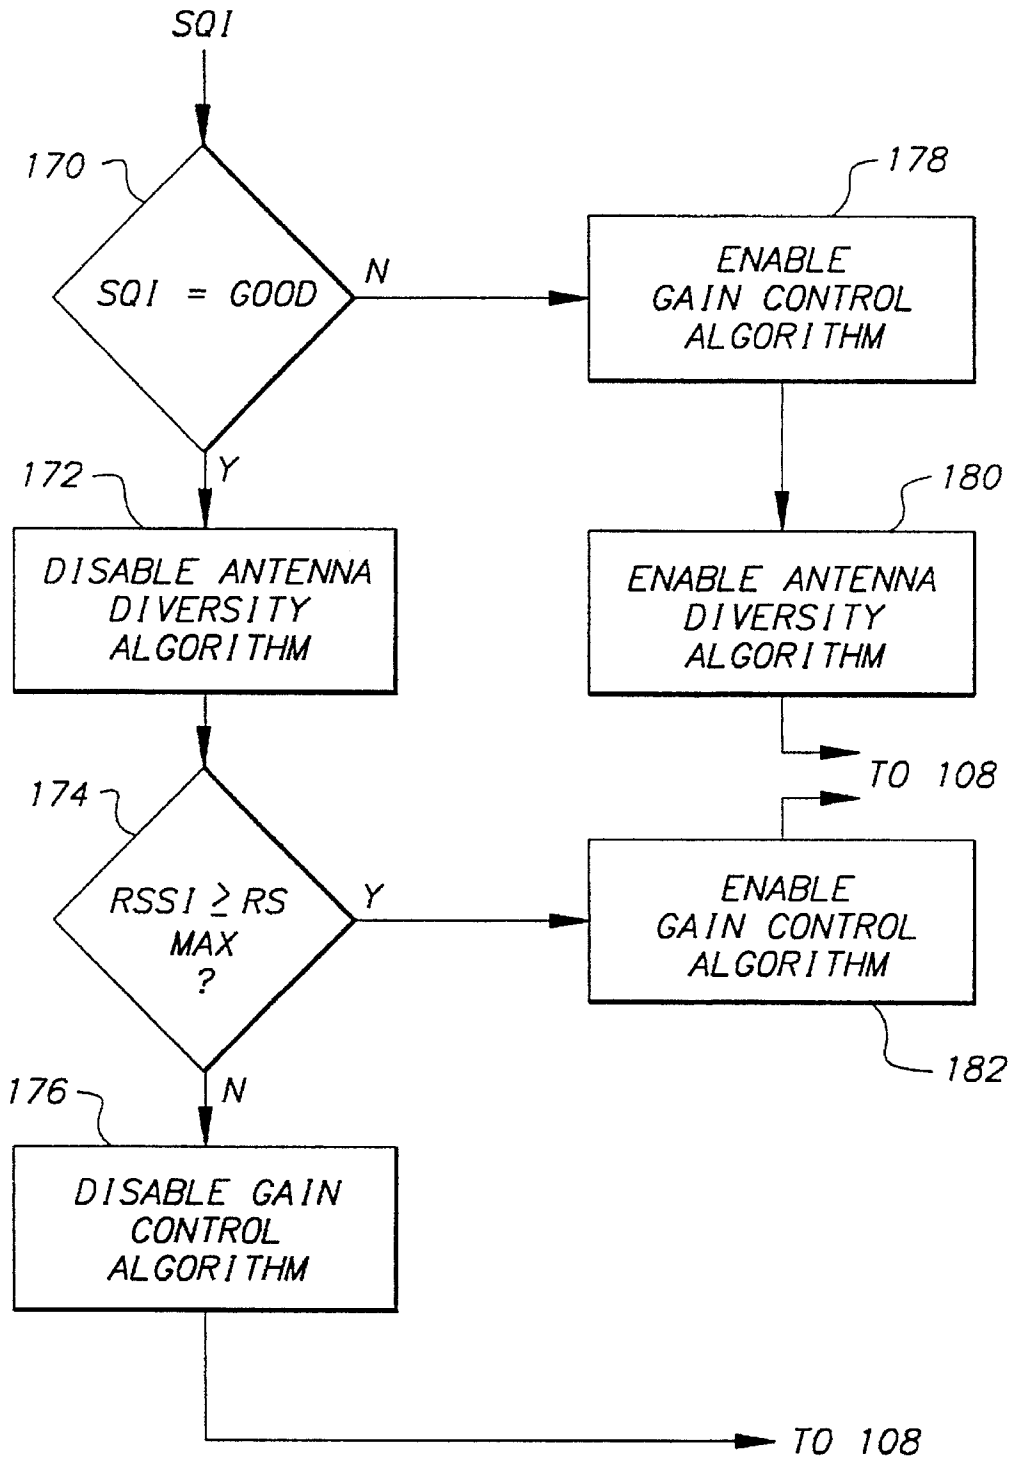 SQI
170
SQI = GOOD
N
178
ENABLE
GAIN CONTROL
ALGORITHM
Y
172
DISABLE ANTENNA
DIVERSITY
ALGORITHM
180
ENABLE ANTENNA
DIVERSITY
ALGORITHM
TO 108
174
RSSI ≥ RS
MAX
?
Y
ENABLE
GAIN CONTROL
ALGORITHM
182
N
176
DISABLE GAIN
CONTROL
ALGORITHM
TO 108